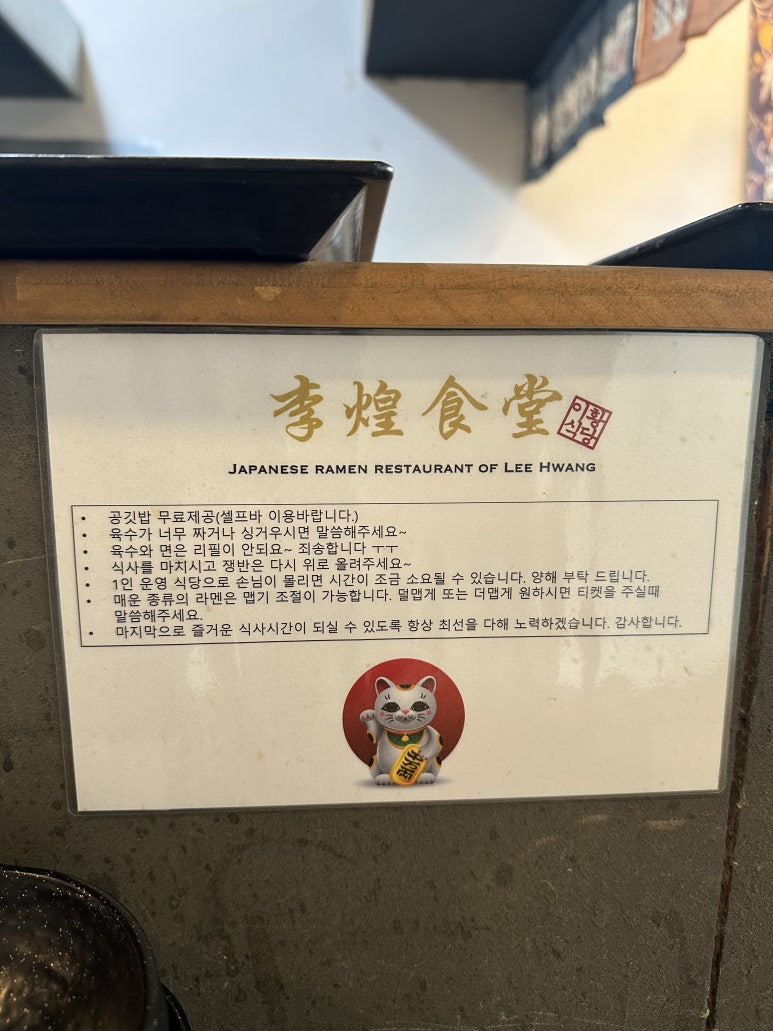 李煌食堂
이황
식당
JAPANESE RAMEN RESTAURANT OF LEE HWANG
• 공깃밥 무료제공(셀프바 이용바랍니다.)
• 육수가 너무 짜거나 싱거우시면 말씀해주세요~
• 육수와 면은 리필이 안되요~ 죄송합니다 ㅜㅜ
• 식사를 마치시고 쟁반은 다시 위로 올려주세요~
• 1인 운영 식당으로 손님이 몰리면 시간이 조금 소요될 수 있습니다. 양해 부탁 드립니다.
• 매운 종류의 라멘은 맵기 조절이 가능합니다. 덜맵게 또는 더맵게 원하시면 티켓을 주실때
말씀해주세요.
• 마지막으로 즐거운 식사시간이 되실 수 있도록 항상 최선을 다해 노력하겠습니다. 감사합니다.